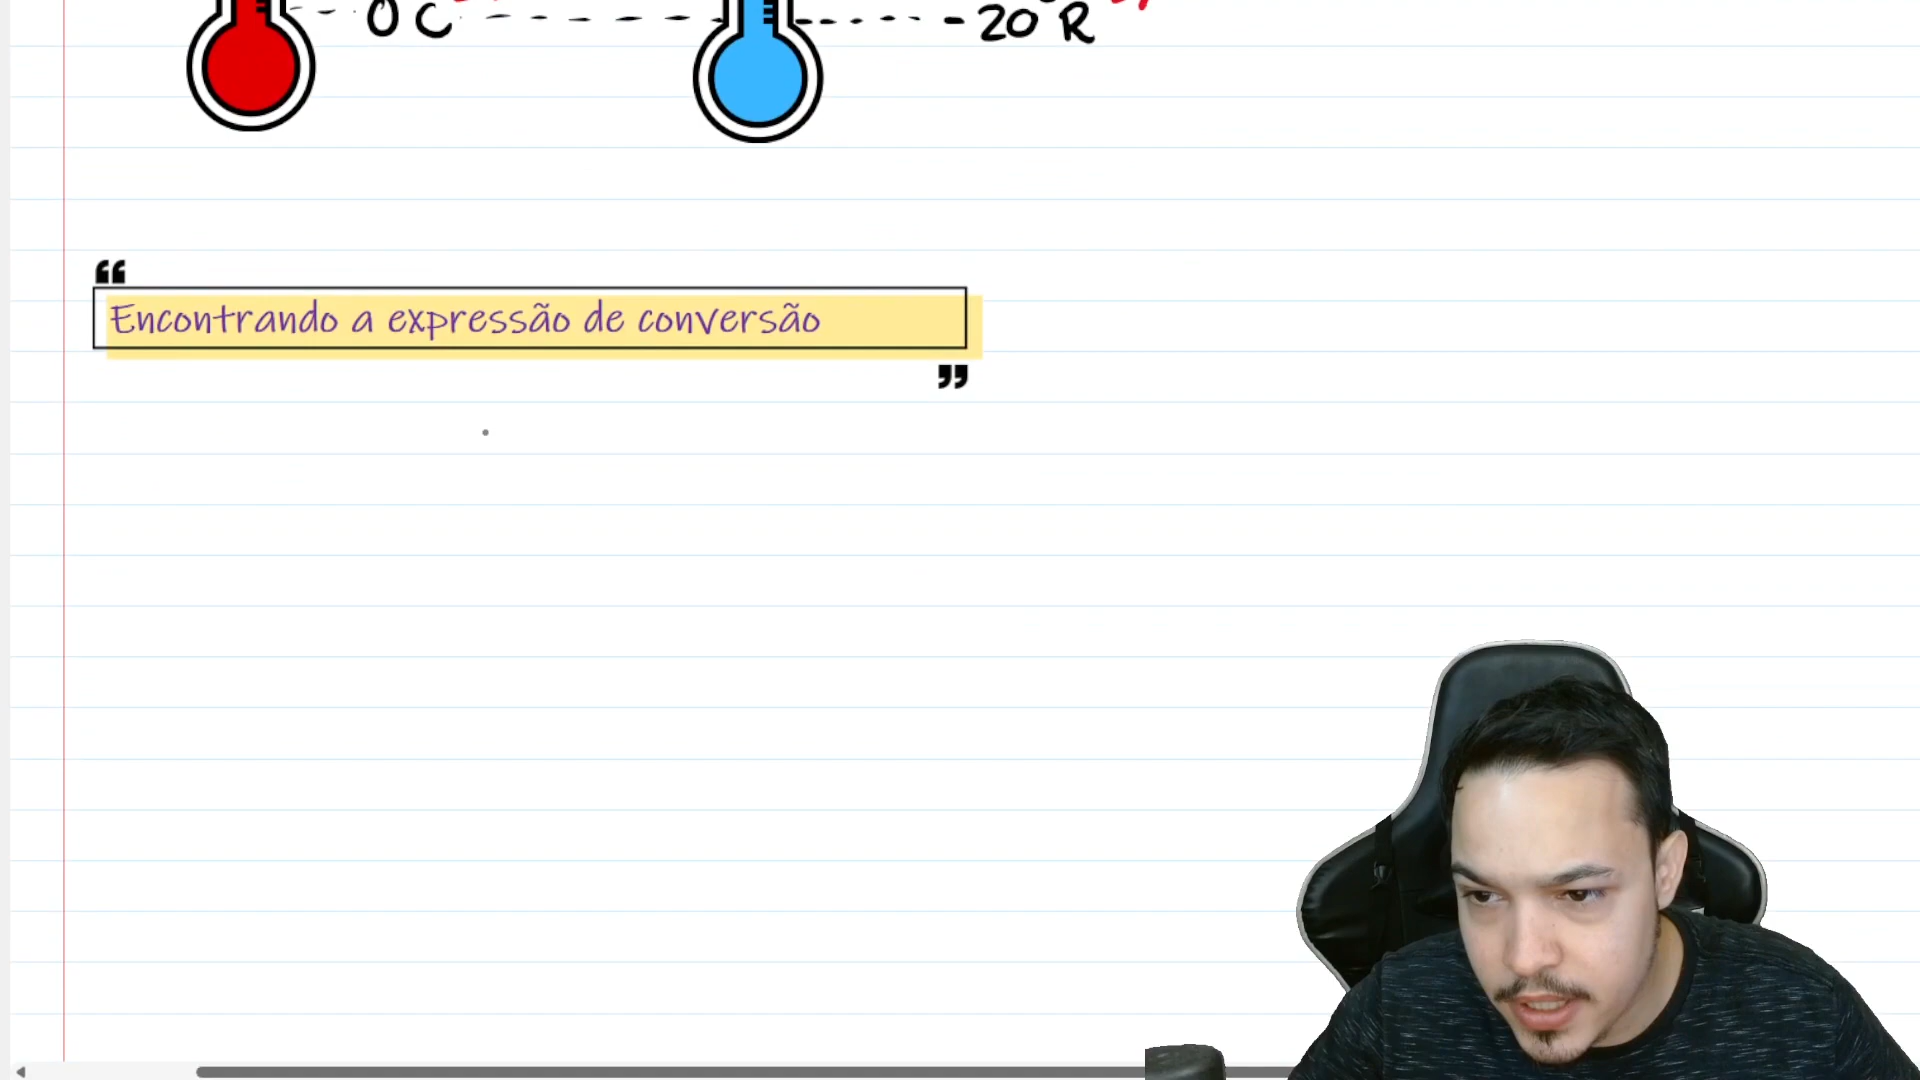 0°C -20°R
“
Encontrando a expressão de conversão
”